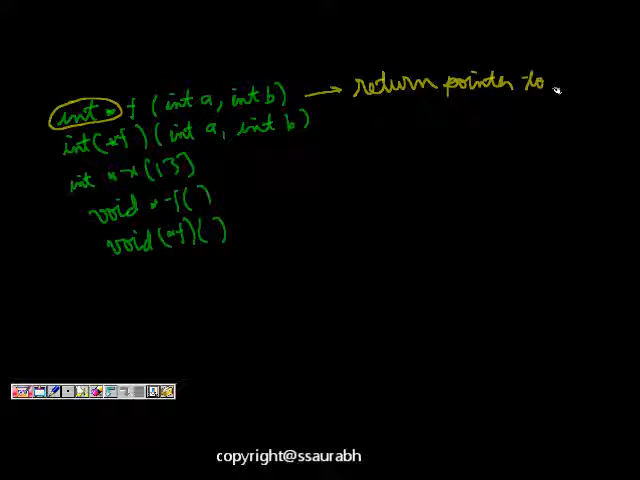 int * f ( int a , int b ) → return pointer to
int (*f) ( int a , int b )
int * x [13]
void * f ( )
void (*f) ( )
copyright@ssaurabh